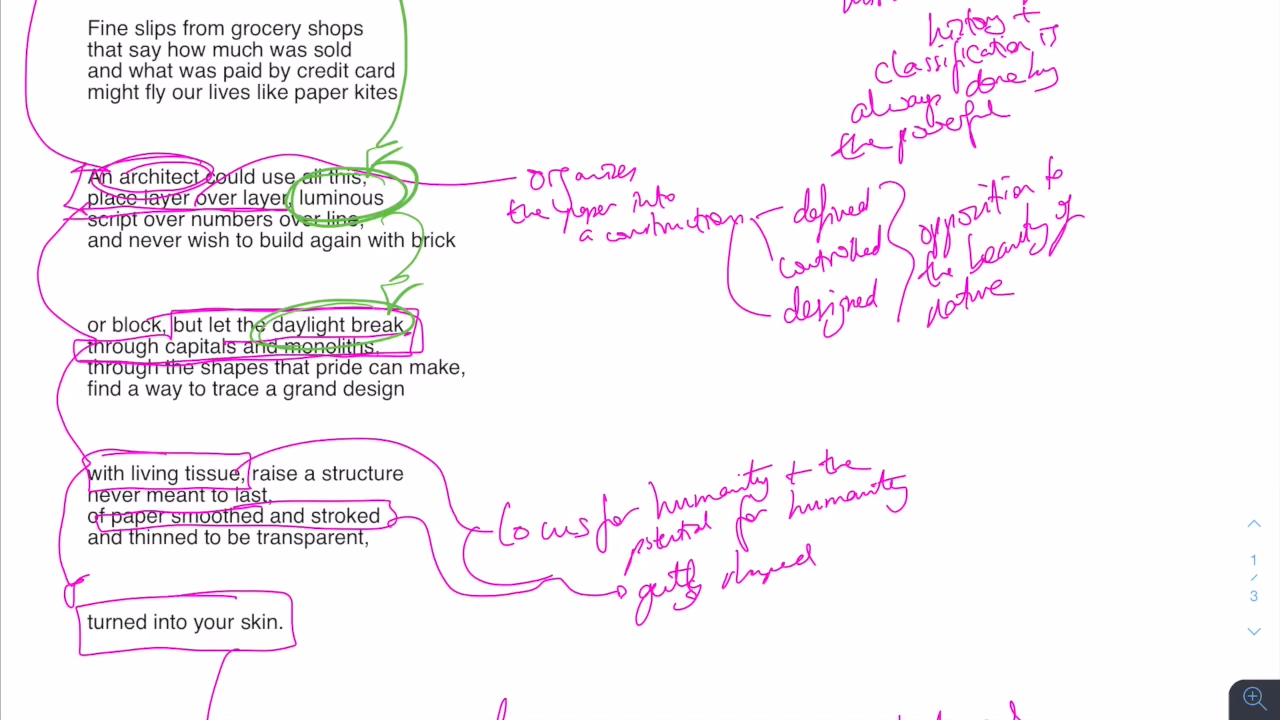 Fine slips from grocery shops
that say how much was sold
and what was paid by credit card
might fly our lives like paper kites
An architect could use all this,
place layer over layer, luminous
script over numbers over line,
and never wish to build again with brick
or block, but let the daylight break
through capitals and monoliths,
through the shapes that pride can make,
find a way to trace a grand design
with living tissue, raise a structure
never meant to last,
of paper smoothed and stroked
and thinned to be transparent,
turned into your skin.
history +
classification is
always done by
the powerful
organizes
the paper into
a construction
defined
controlled
designed
opposition to
the beauty of
nature
Locus for humanity + the
potential for humanity
gently shaped
1
/
3